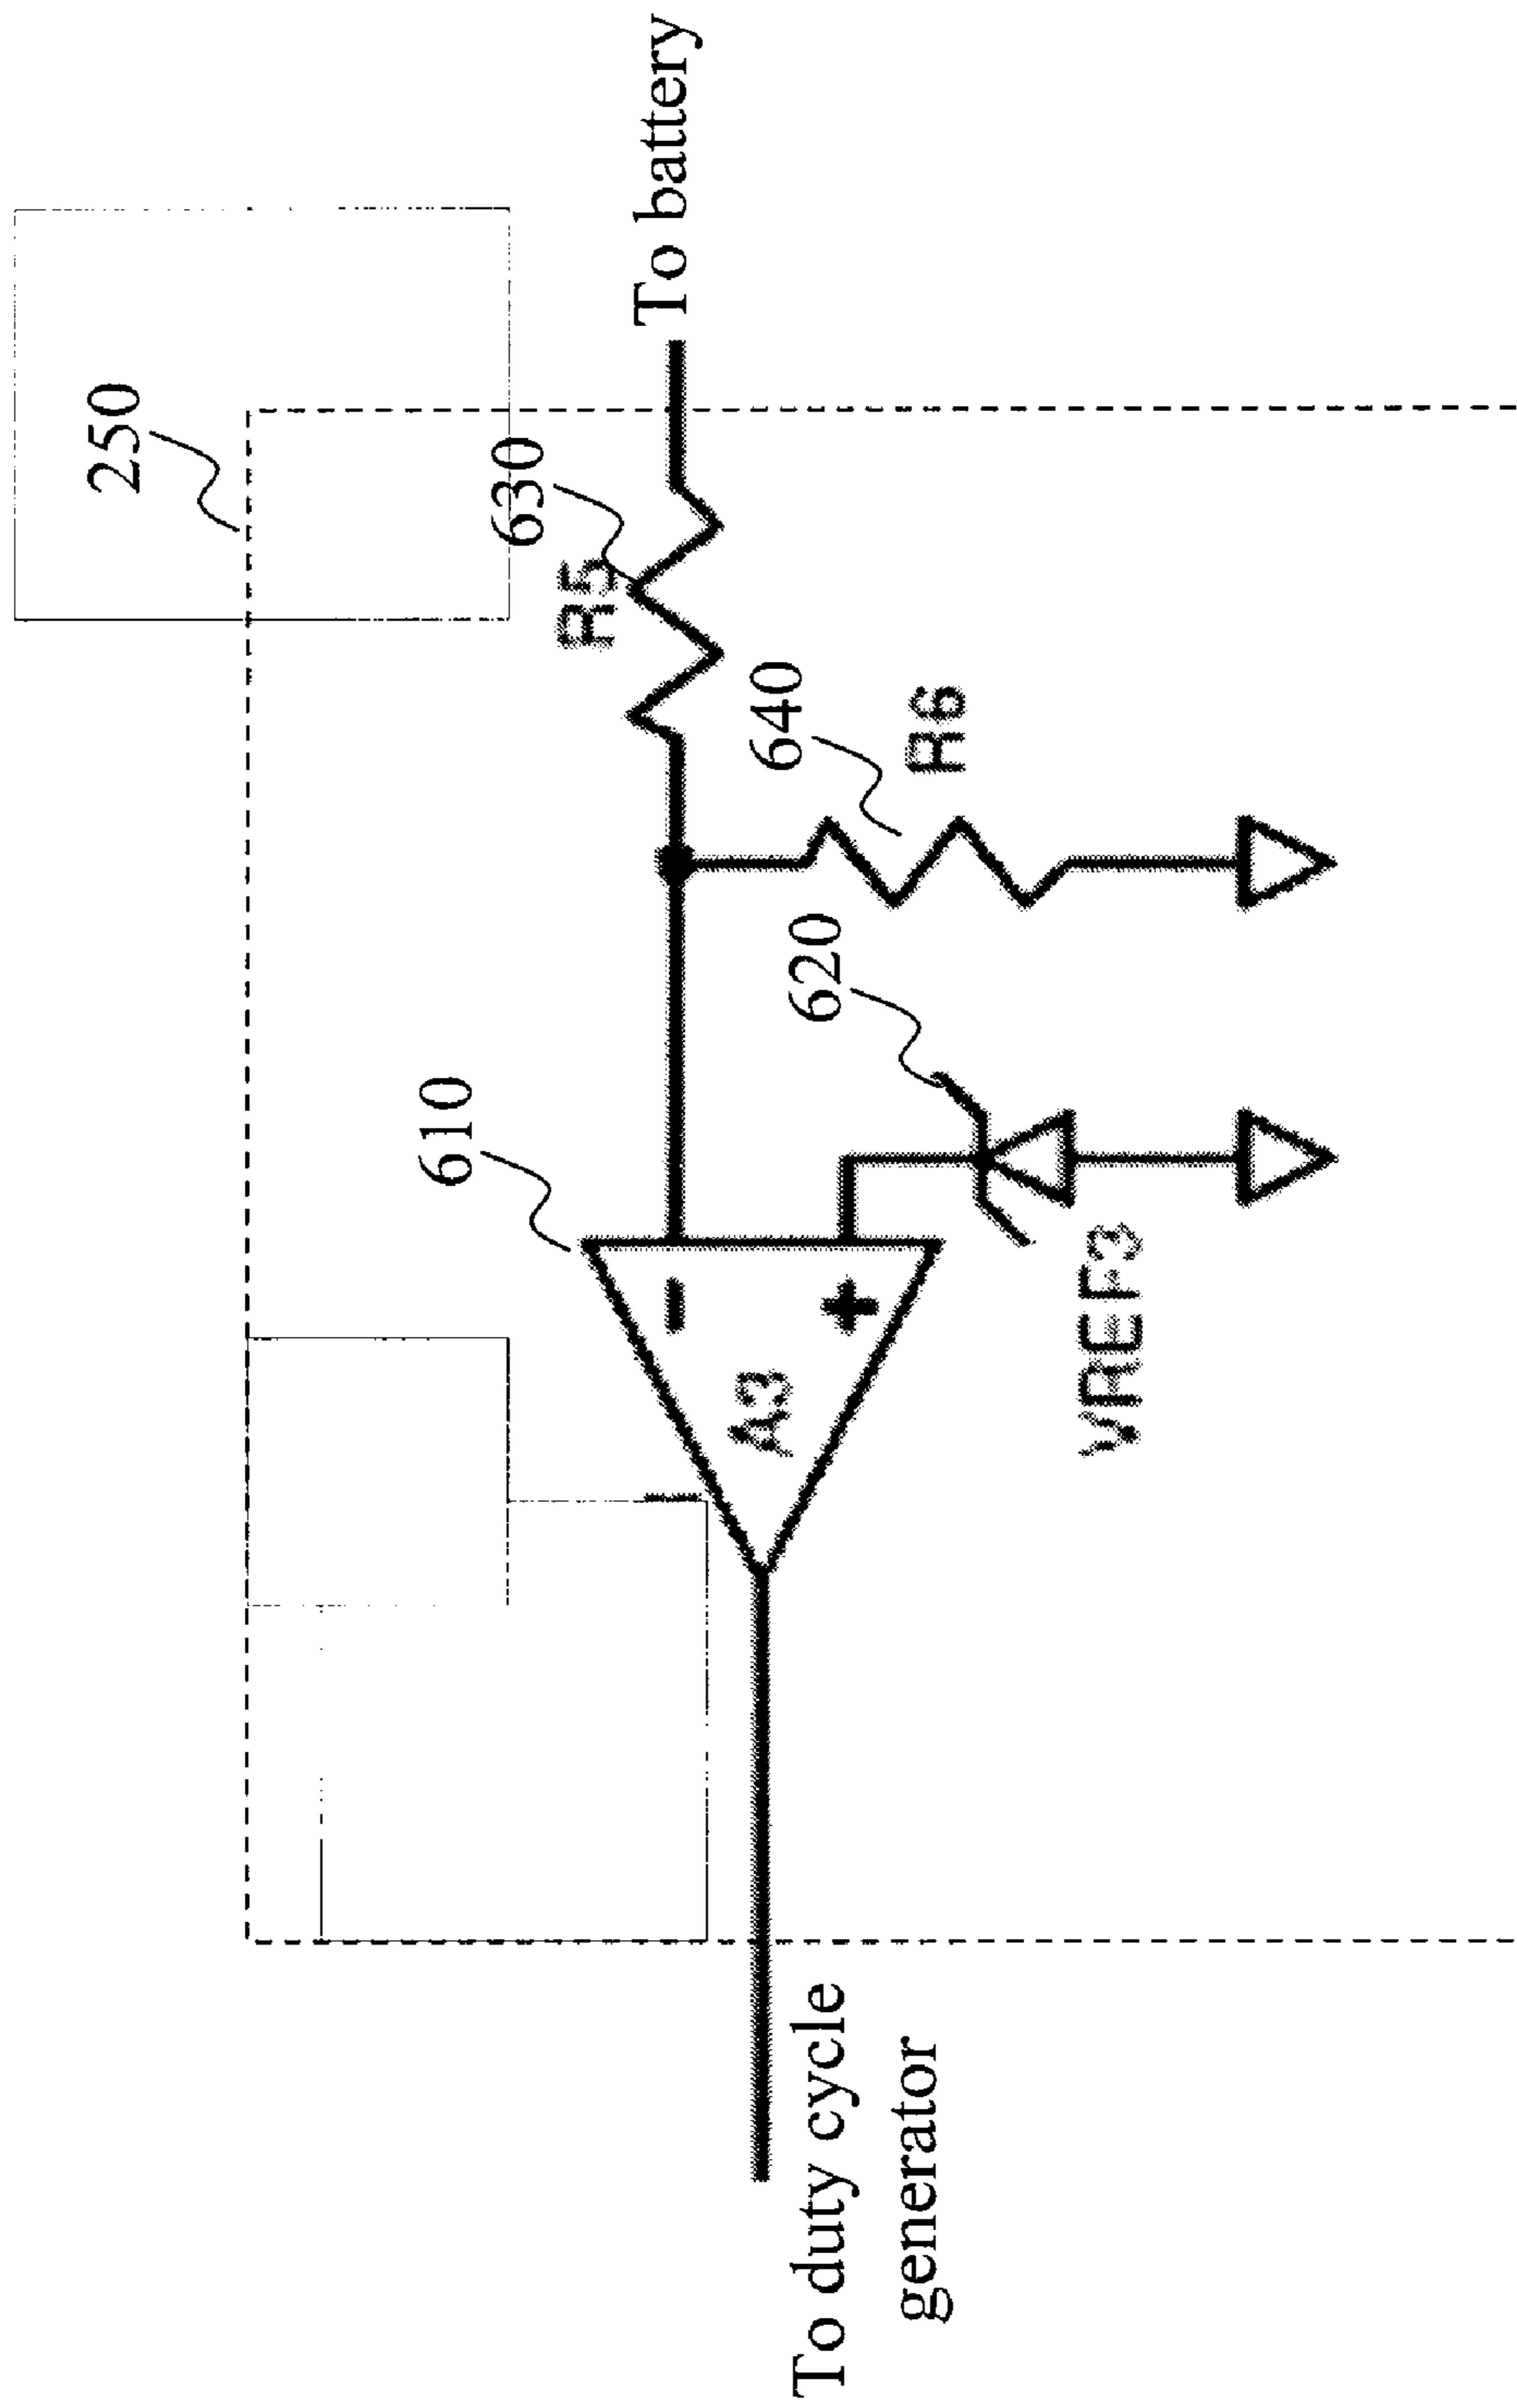 250
To battery
630
R5
640
R6
610
620
-
+
A3
VREF3
To duty cycle
generator